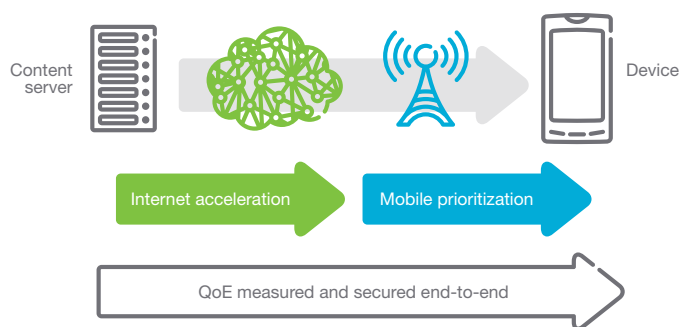 Content
server
Device
Internet acceleration
Mobile prioritization
QoE measured and secured end-to-end